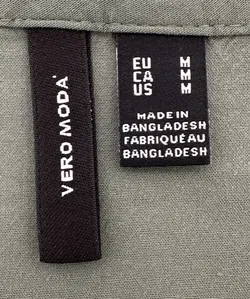 VERO MODA
EU M
CA M
US M
MADE IN
BANGLADESH
FABRIQUÉ AU
BANGLADESH